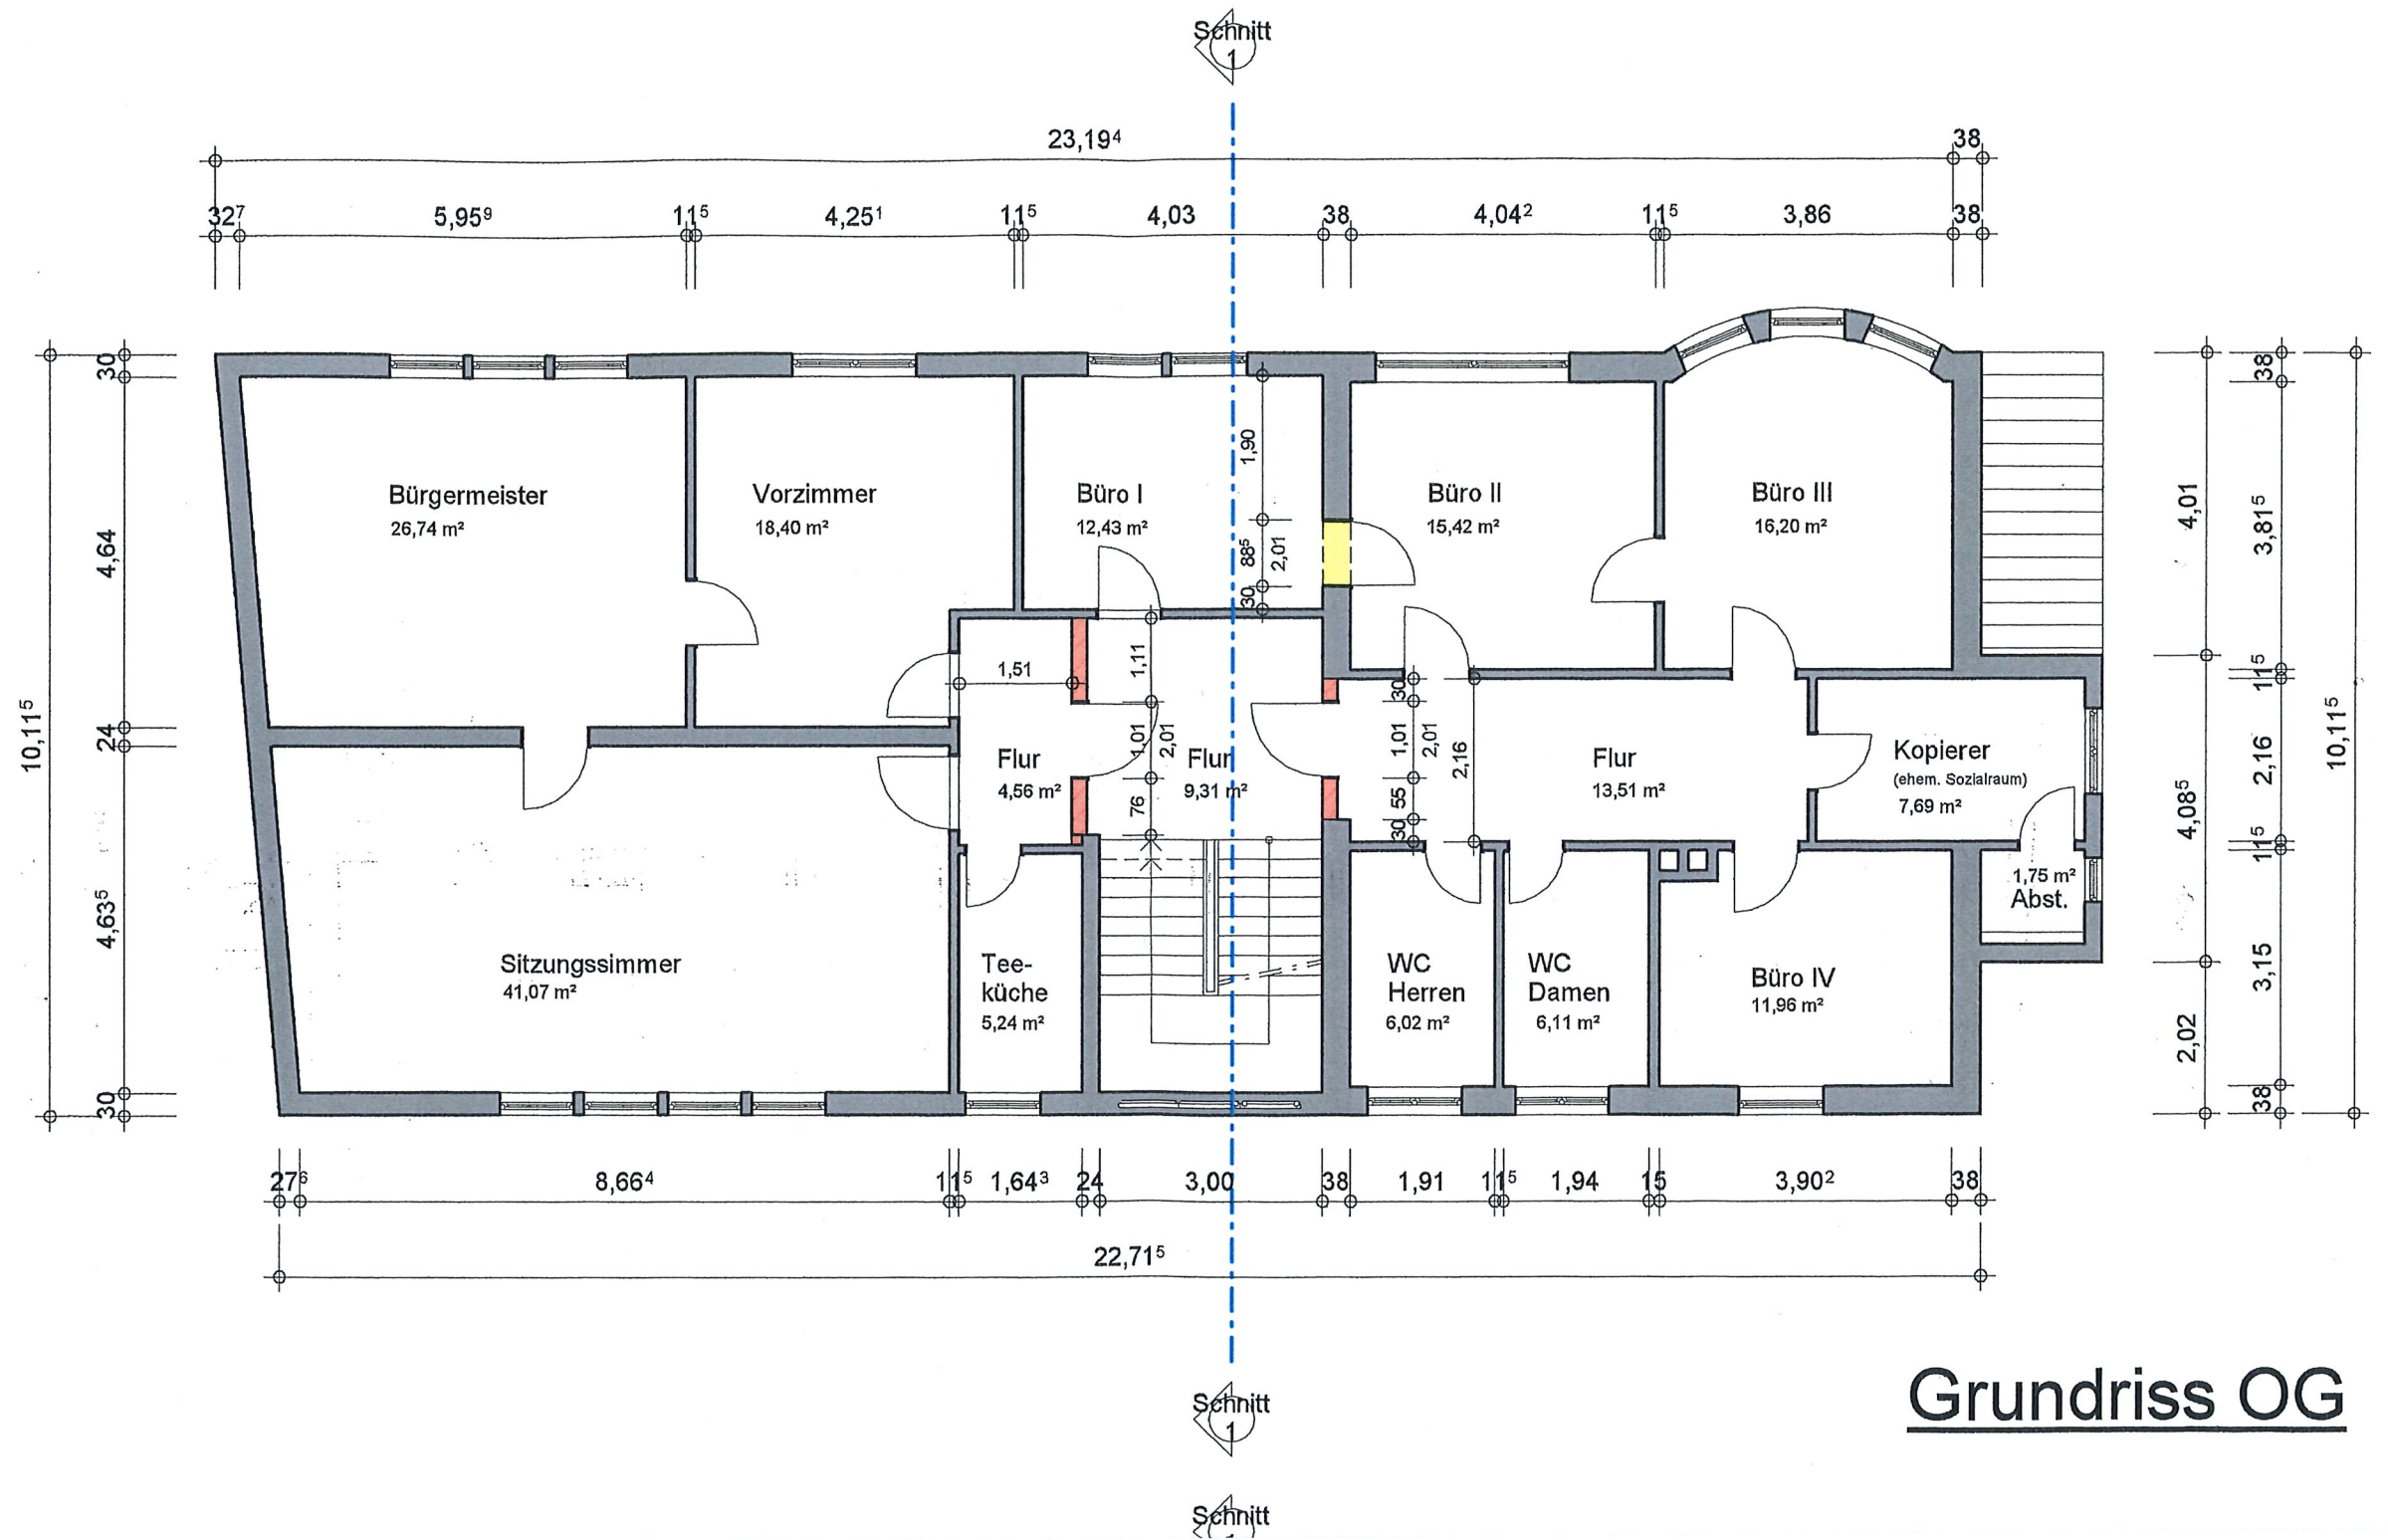 Schnitt
1
23,19⁴
38
32⁷
5,95⁹
11⁵
4,25¹
11⁵
4,03
38
4,04²
11⁵
3,86
38
10,11⁵
30
4,64
24
4,63⁵
30
Bürgermeister
26,74 m²
Vorzimmer
18,40 m²
Büro I
12,43 m²
1,90
88⁵
2,01
30
Büro II
15,42 m²
Büro III
16,20 m²
1,51
1,11
1,01
2,01
76
Flur
4,56 m²
Flur
9,31 m²
30
1,01
2,01
55
30
2,16
Flur
13,51 m²
Kopierer
(ehem. Sozialraum)
7,69 m²
1,75 m²
Abst.
Sitzungssimmer
41,07 m²
Tee-
küche
5,24 m²
WC
Herren
6,02 m²
WC
Damen
6,11 m²
Büro IV
11,96 m²
4,01
4,08⁵
2,02
38
3,81⁵
11⁵
2,16
11⁵
3,15
38
10,11⁵
27⁶
8,66⁴
11⁵
1,64³
24
3,00
38
1,91
11⁵
1,94
15
3,90²
38
22,71⁵
Schnitt
1
Grundriss OG
Schnitt